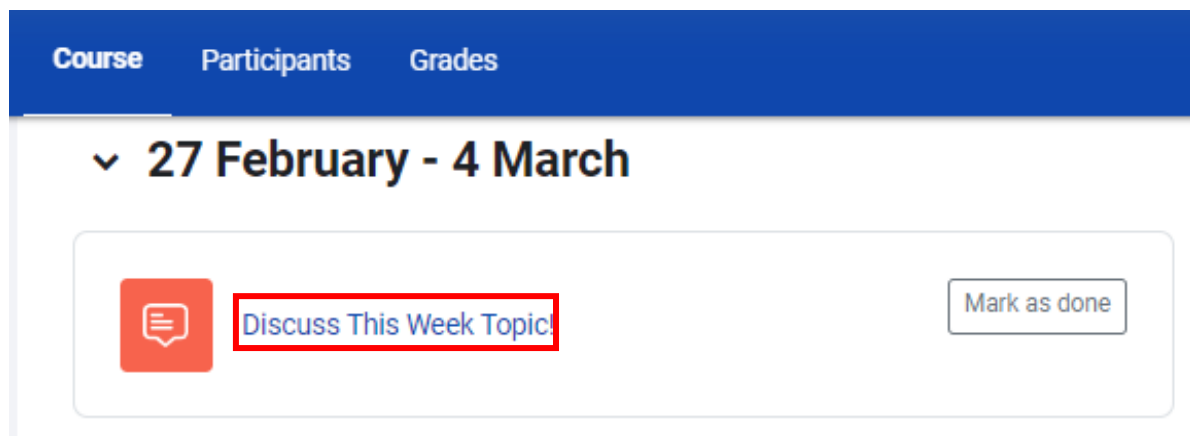 Course Participants Grades
27 February - 4 March
Discuss This Week Topic!
Mark as done